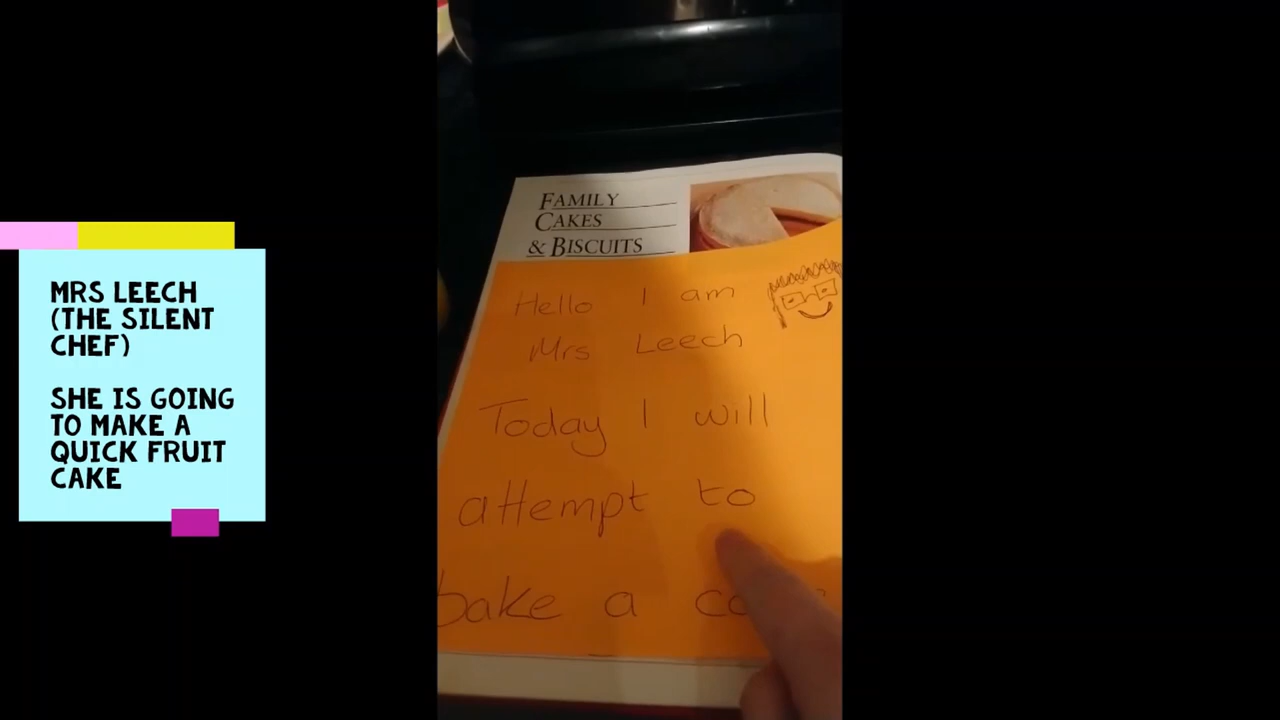 MRS LEECH
(THE SILENT
CHEF)
SHE IS GOING
TO MAKE A
QUICK FRUIT
CAKE
FAMILY
CAKES
& BISCUITS
Hello I am
Mrs Leech
Today I will
attempt to
bake a